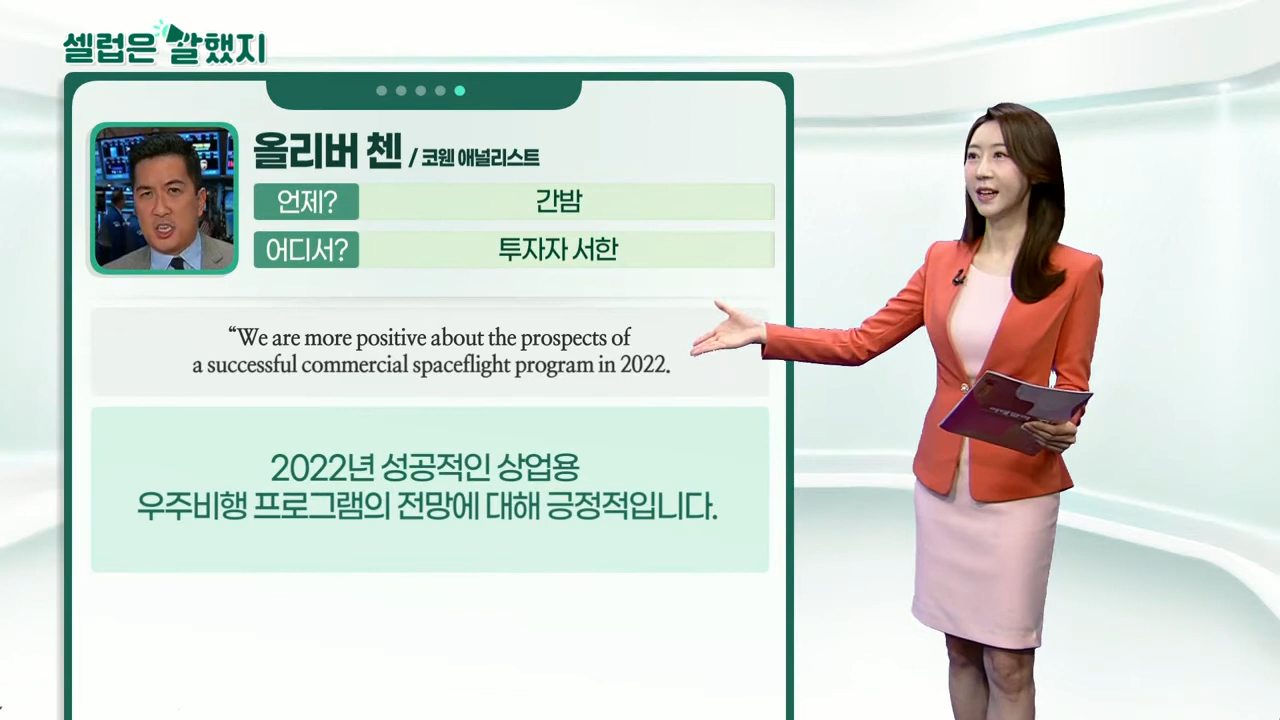 셀럽은 말했지
올리버 첸 / 코웬 애널리스트
언제? 간밤
어디서? 투자자 서한
“We are more positive about the prospects of
a successful commercial spaceflight program in 2022.
2022년 성공적인 상업용
우주비행 프로그램의 전망에 대해 긍정적입니다.